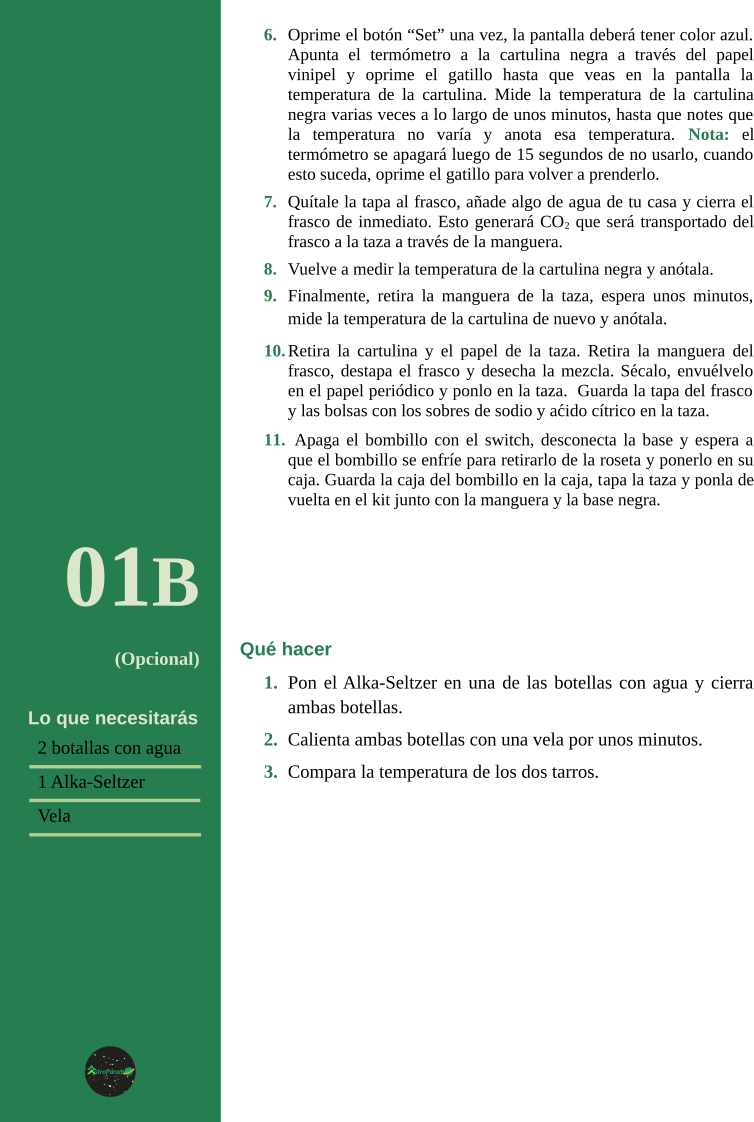 6. Oprime el botón “Set” una vez, la pantalla deberá tener color azul.
Apunta el termómetro a la cartulina negra a través del papel
vinipel y oprime el gatillo hasta que veas en la pantalla la
temperatura de la cartulina. Mide la temperatura de la cartulina
negra varias veces a lo largo de unos minutos, hasta que notes que
la temperatura no varía y anota esa temperatura. Nota: el
termómetro se apagará luego de 15 segundos de no usarlo, cuando
esto suceda, oprime el gatillo para volver a prenderlo.
7. Quítale la tapa al frasco, añade algo de agua de tu casa y cierra el
frasco de inmediato. Esto generará CO₂ que será transportado del
frasco a la taza a través de la manguera.
8. Vuelve a medir la temperatura de la cartulina negra y anótala.
9. Finalmente, retira la manguera de la taza, espera unos minutos,
mide la temperatura de la cartulina de nuevo y anótala.
10. Retira la cartulina y el papel de la taza. Retira la manguera del
frasco, destapa el frasco y desecha la mezcla. Sécalo, envuélvelo
en el papel periódico y ponlo en la taza. Guarda la tapa del frasco
y las bolsas con los sobres de sodio y aćido cítrico en la taza.
11. Apaga el bombillo con el switch, desconecta la base y espera a
que el bombillo se enfríe para retirarlo de la roseta y ponerlo en su
caja. Guarda la caja del bombillo en la caja, tapa la taza y ponla de
vuelta en el kit junto con la manguera y la base negra.
01B
(Opcional)
Lo que necesitarás
2 botallas con agua
1 Alka-Seltzer
Vela
Qué hacer
1. Pon el Alka-Seltzer en una de las botellas con agua y cierra
ambas botellas.
2. Calienta ambas botellas con una vela por unos minutos.
3. Compara la temperatura de los dos tarros.